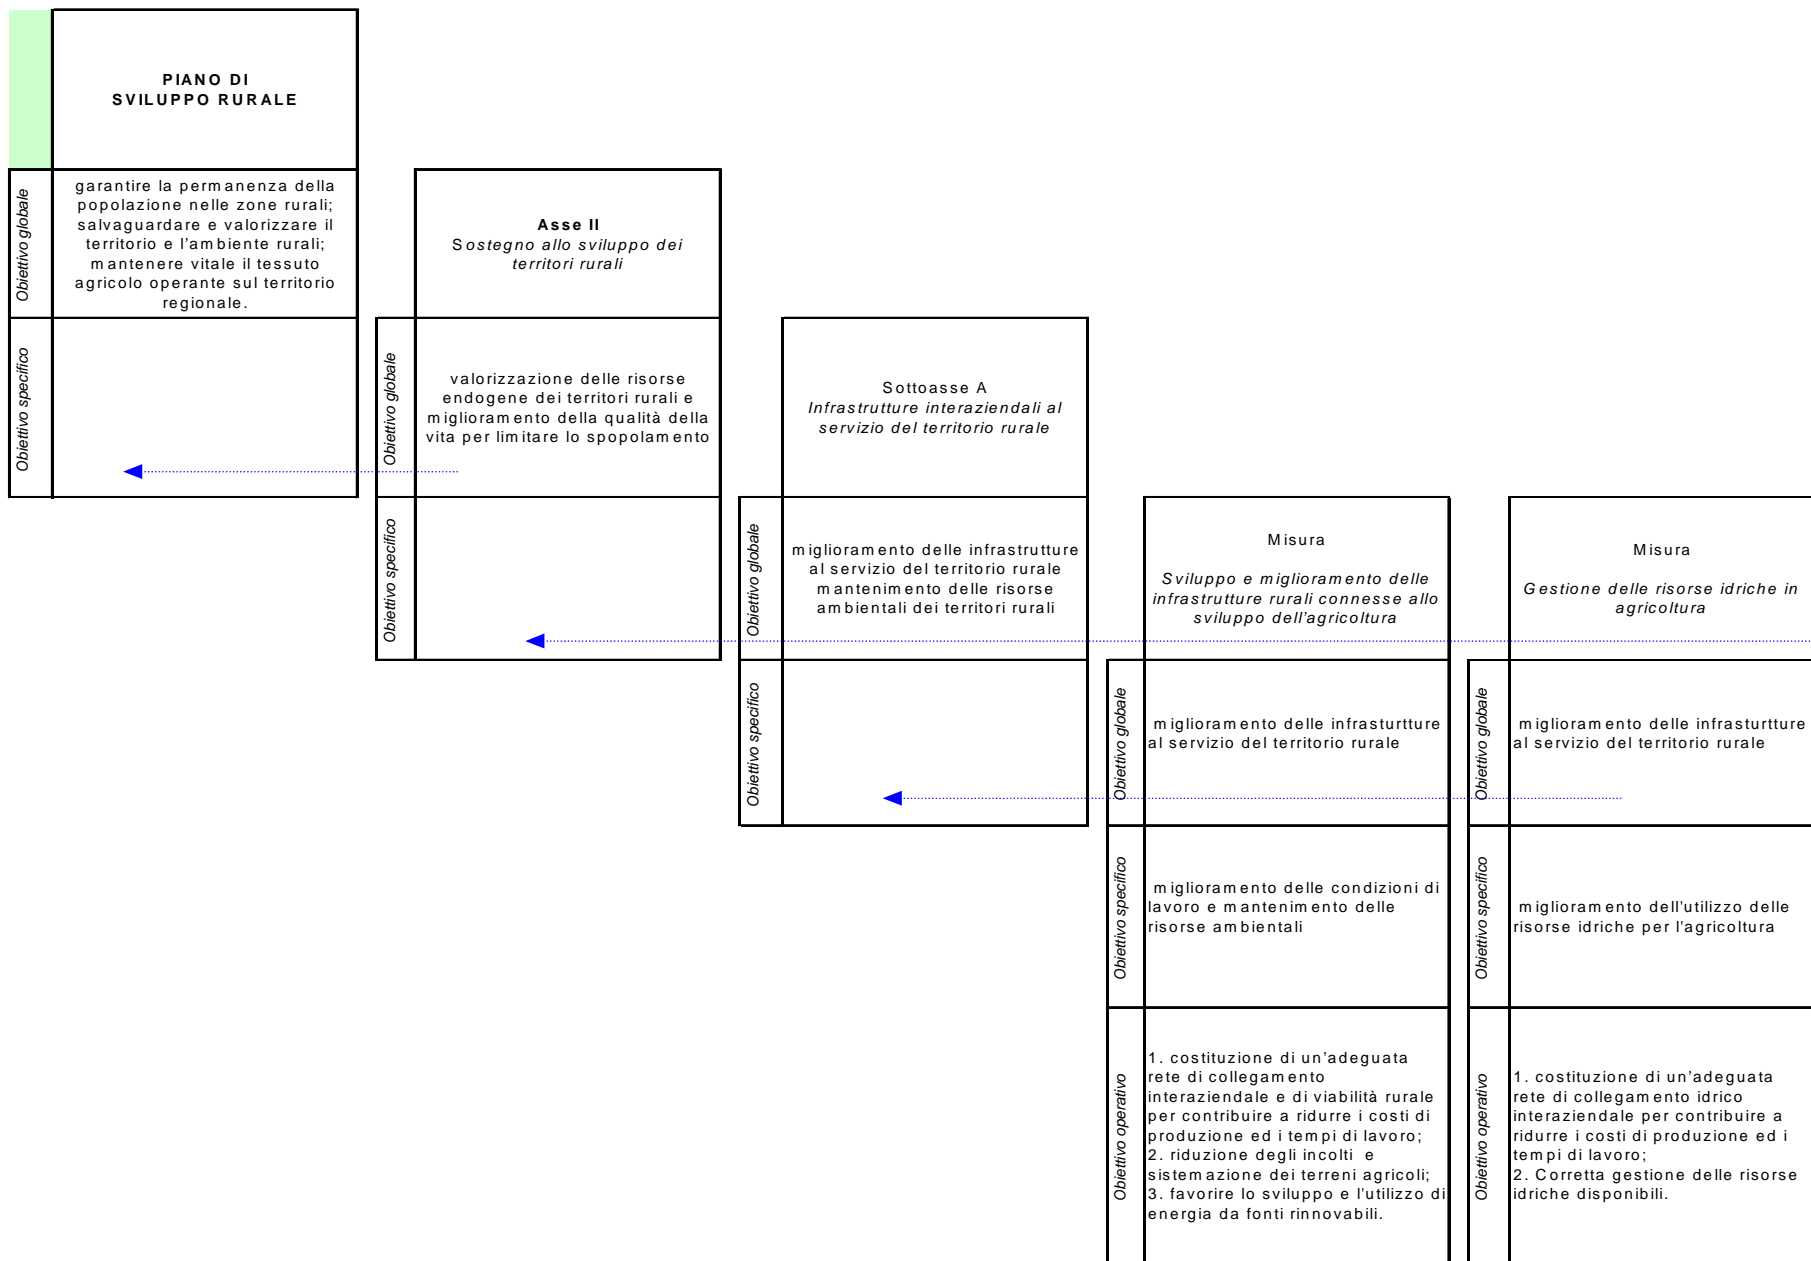 PIANO DI
SVILUPPO RURALE
Obiettivo globale
garantire la permanenza della
popolazione nelle zone rurali;
salvaguardare e valorizzare il
territorio e l'ambiente rurali;
mantenere vitale il tessuto
agricolo operante sul territorio
regionale.
Obiettivo specifico
Asse II
Sostegno allo sviluppo dei
territori rurali
Obiettivo globale
valorizzazione delle risorse
endogene dei territori rurali e
miglioramento della qualità della
vita per limitare lo spopolamento
Obiettivo specifico
Sottoasse A
Infrastrutture interaziendali al
servizio del territorio rurale
Obiettivo globale
miglioramento delle infrastrutture
al servizio del territorio rurale
mantenimento delle risorse
ambientali dei territori rurali
Obiettivo specifico
Misura
Sviluppo e miglioramento delle
infrastrutture rurali connesse allo
sviluppo dell'agricoltura
Obiettivo globale
miglioramento delle infrasturtture
al servizio del territorio rurale
Obiettivo specifico
miglioramento delle condizioni di
lavoro e mantenimento delle
risorse ambientali
Obiettivo operativo
1. costituzione di un'adeguata
rete di collegamento
interaziendale e di viabilità rurale
per contribuire a ridurre i costi di
produzione ed i tempi di lavoro;
2. riduzione degli incolti e
sistemazione dei terreni agricoli;
3. favorire lo sviluppo e l'utilizzo di
energia da fonti rinnovabili.
Misura
Gestione delle risorse idriche in
agricoltura
Obiettivo globale
miglioramento delle infrasturtture
al servizio del territorio rurale
Obiettivo specifico
miglioramento dell'utilizzo delle
risorse idriche per l'agricoltura
Obiettivo operativo
1. costituzione di un'adeguata
rete di collegamento idrico
interaziendale per contribuire a
ridurre i costi di produzione ed i
tempi di lavoro;
2. Corretta gestione delle risorse
idriche disponibili.